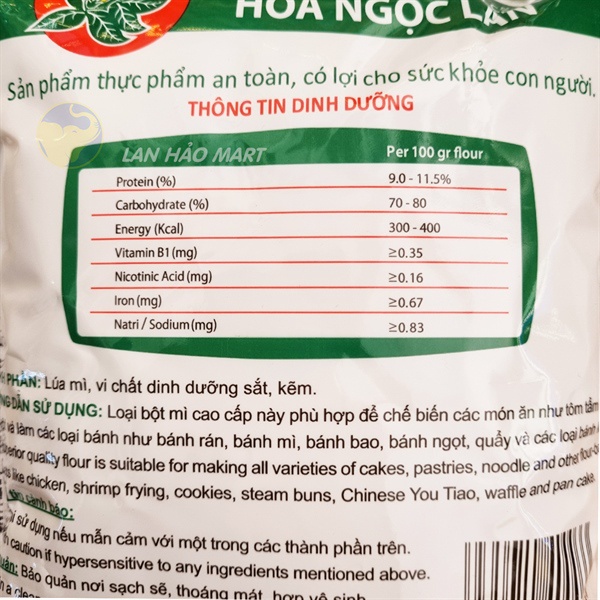 HOA NGỌC LAN
Sản phẩm thực phẩm an toàn, có lợi cho sức khỏe con người.
THÔNG TIN DINH DƯỠNG
LAN HẢO MART Per 100 gr flour
Protein (%) 9.0 - 11.5%
Carbohydrate (%) 70 - 80
Energy (Kcal) 300 - 400
Vitamin B1 (mg) ≥0.35
Nicotinic Acid (mg) ≥0.16
Iron (mg) ≥0.67
Natri / Sodium (mg) ≥0.83
PHẦN: Lúa mì, vi chất dinh dưỡng sắt, kẽm.
DẪN SỬ DỤNG: Loại bột mì cao cấp này phù hợp để chế biến các món ăn như tôm tẩm
và làm các loại bánh như bánh rán, bánh mì, bánh bao, bánh ngọt, quẩy và các loại bánh
quality flour is suitable for making all varieties of cakes, pastries, noodle and other
like chicken, shrimp frying, cookies, steam buns, Chinese You Tiao, waffle and pan cake
báo:
sử dụng nếu mẫn cảm với một trong các thành phần trên.
caution if hypersensitive to any ingredients mentioned above.
Bảo quản nơi sạch sẽ, thoáng mát, hợp vệ sinh